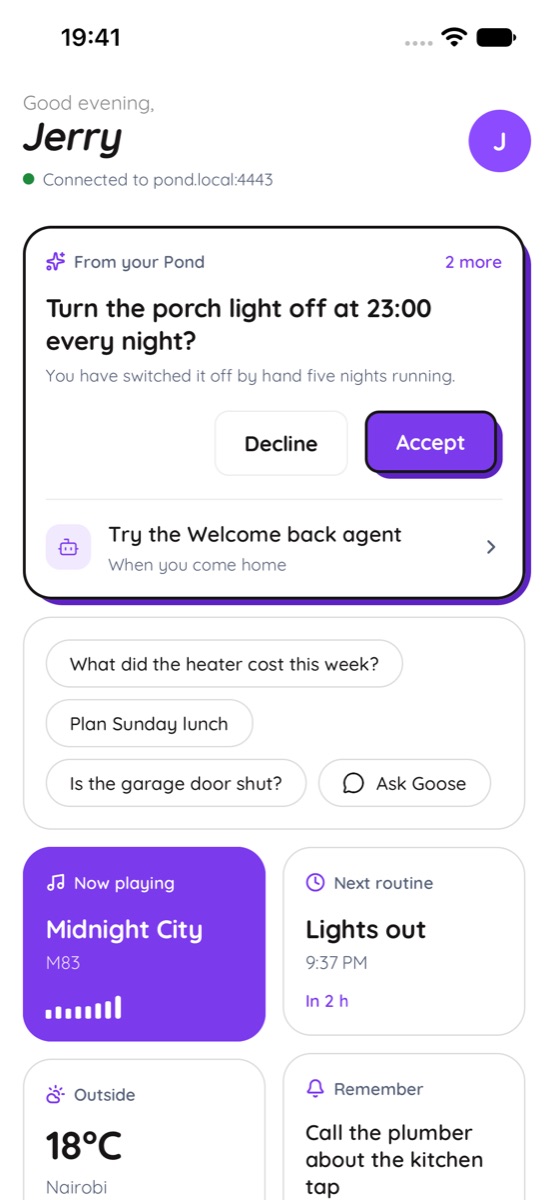 19:41
Good evening,
Jerry
J
Connected to pond.local:4443
From your Pond
2 more
Turn the porch light off at 23:00
every night?
You have switched it off by hand five nights running.
Decline
Accept
Try the Welcome back agent
When you come home
What did the heater cost this week?
Plan Sunday lunch
Is the garage door shut?
Ask Goose
Now playing
Midnight City
M83
Next routine
Lights out
9:37 PM
In 2 h
Outside
18°C
Nairobi
Remember
Call the plumber
about the kitchen
tap